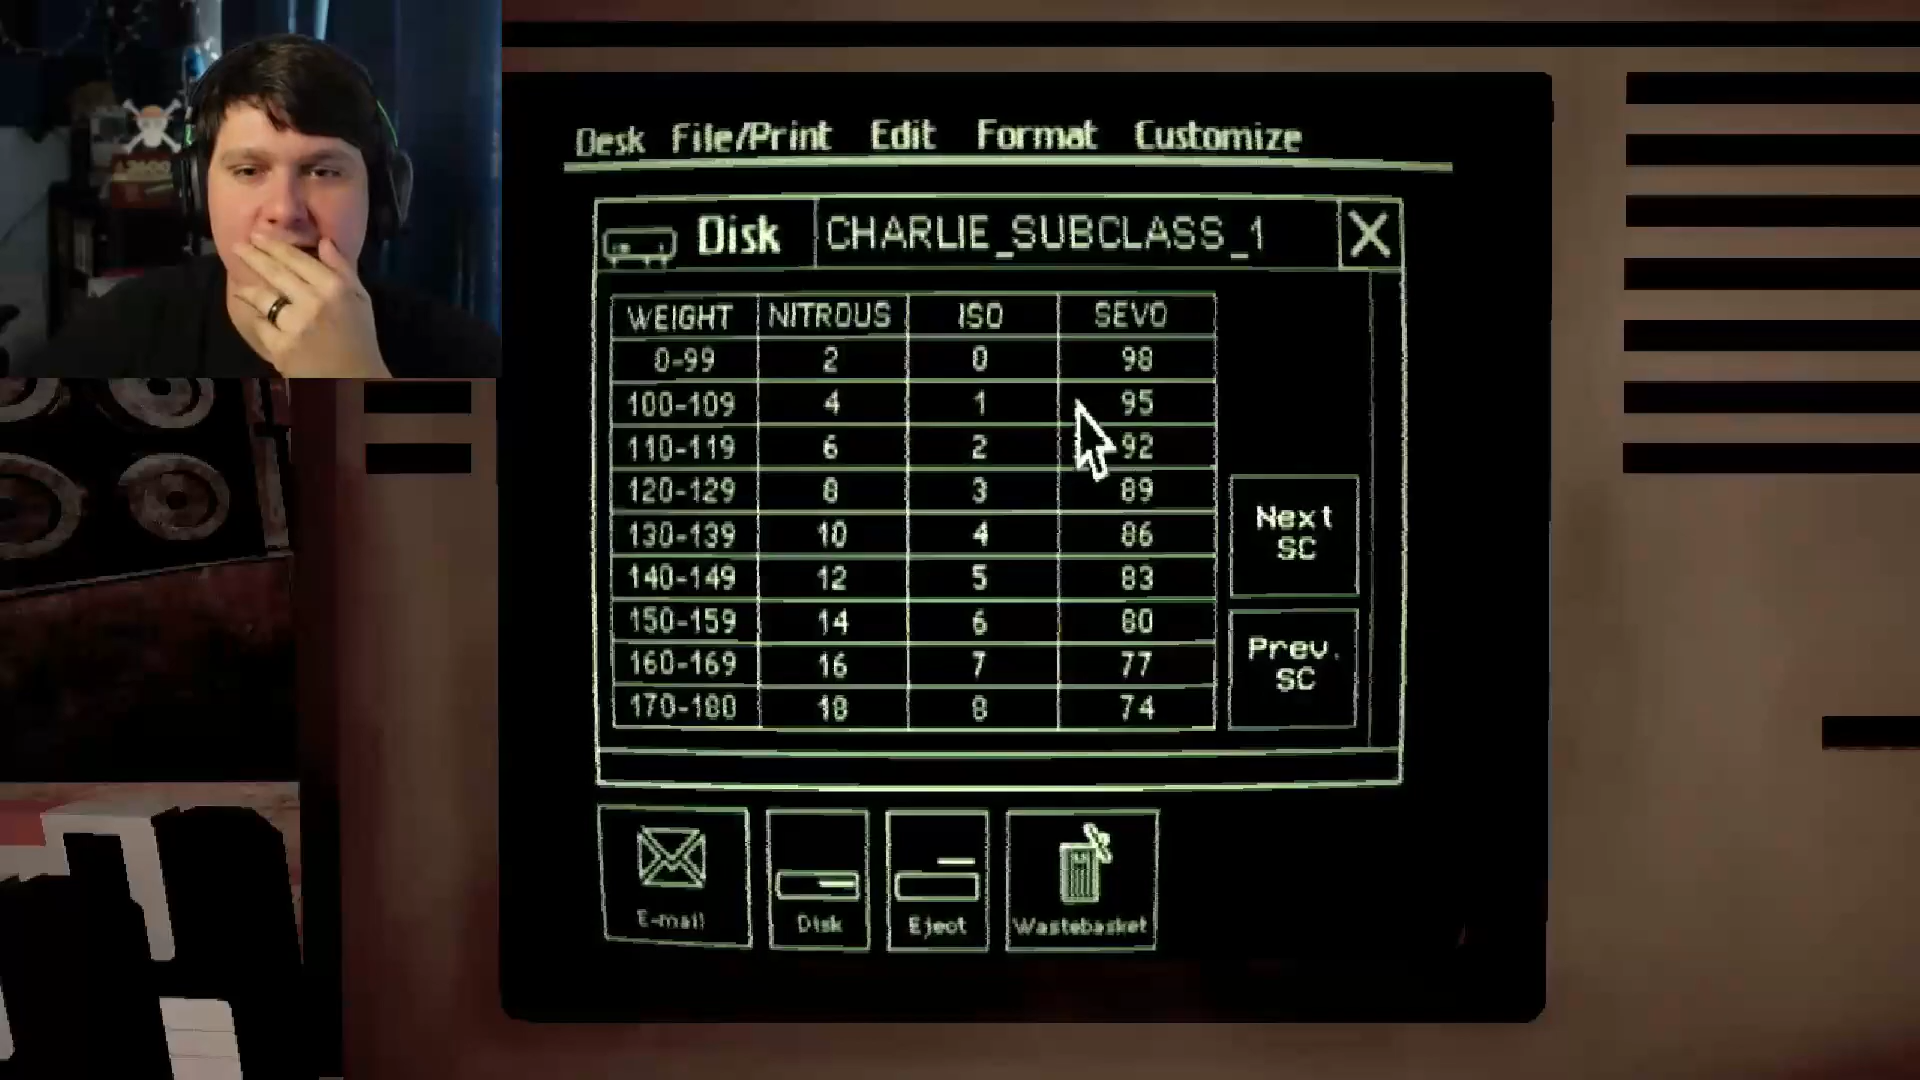 Desk File/Print Edit Format Customize
Disk CHARLIE_SUBCLASS_1 X
WEIGHT NITROUS ISO SEVO
0-99 2 0 98
100-109 4 1 95
110-119 6 2 92
120-129 8 3 89
130-139 10 4 86
140-149 12 5 83
150-159 14 6 80
160-169 16 7 77
170-180 18 8 74
Next
SC
Prev.
SC
E-mail Disk Eject Wastebasket